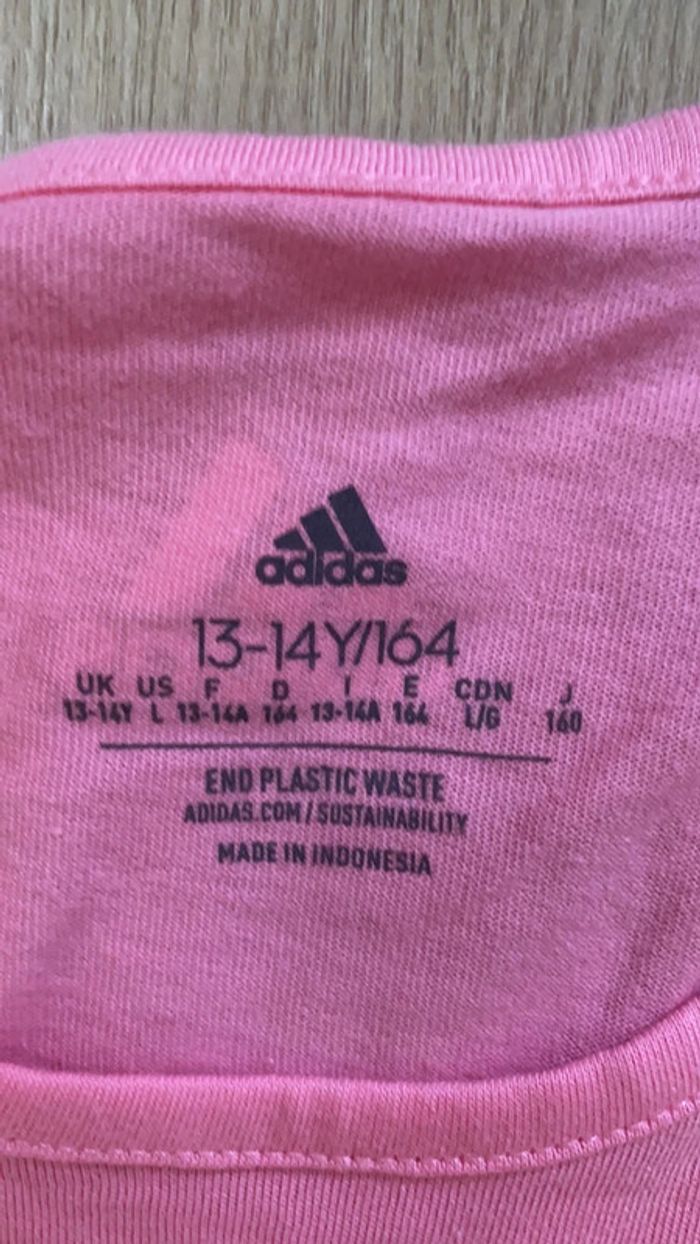 adidas
13-14Y/164
UK US F D I E CDN J
13-14Y L 13-14A 164 13-14A 164 L/G 160
END PLASTIC WASTE
ADIDAS.COM/SUSTAINABILITY
MADE IN INDONESIA